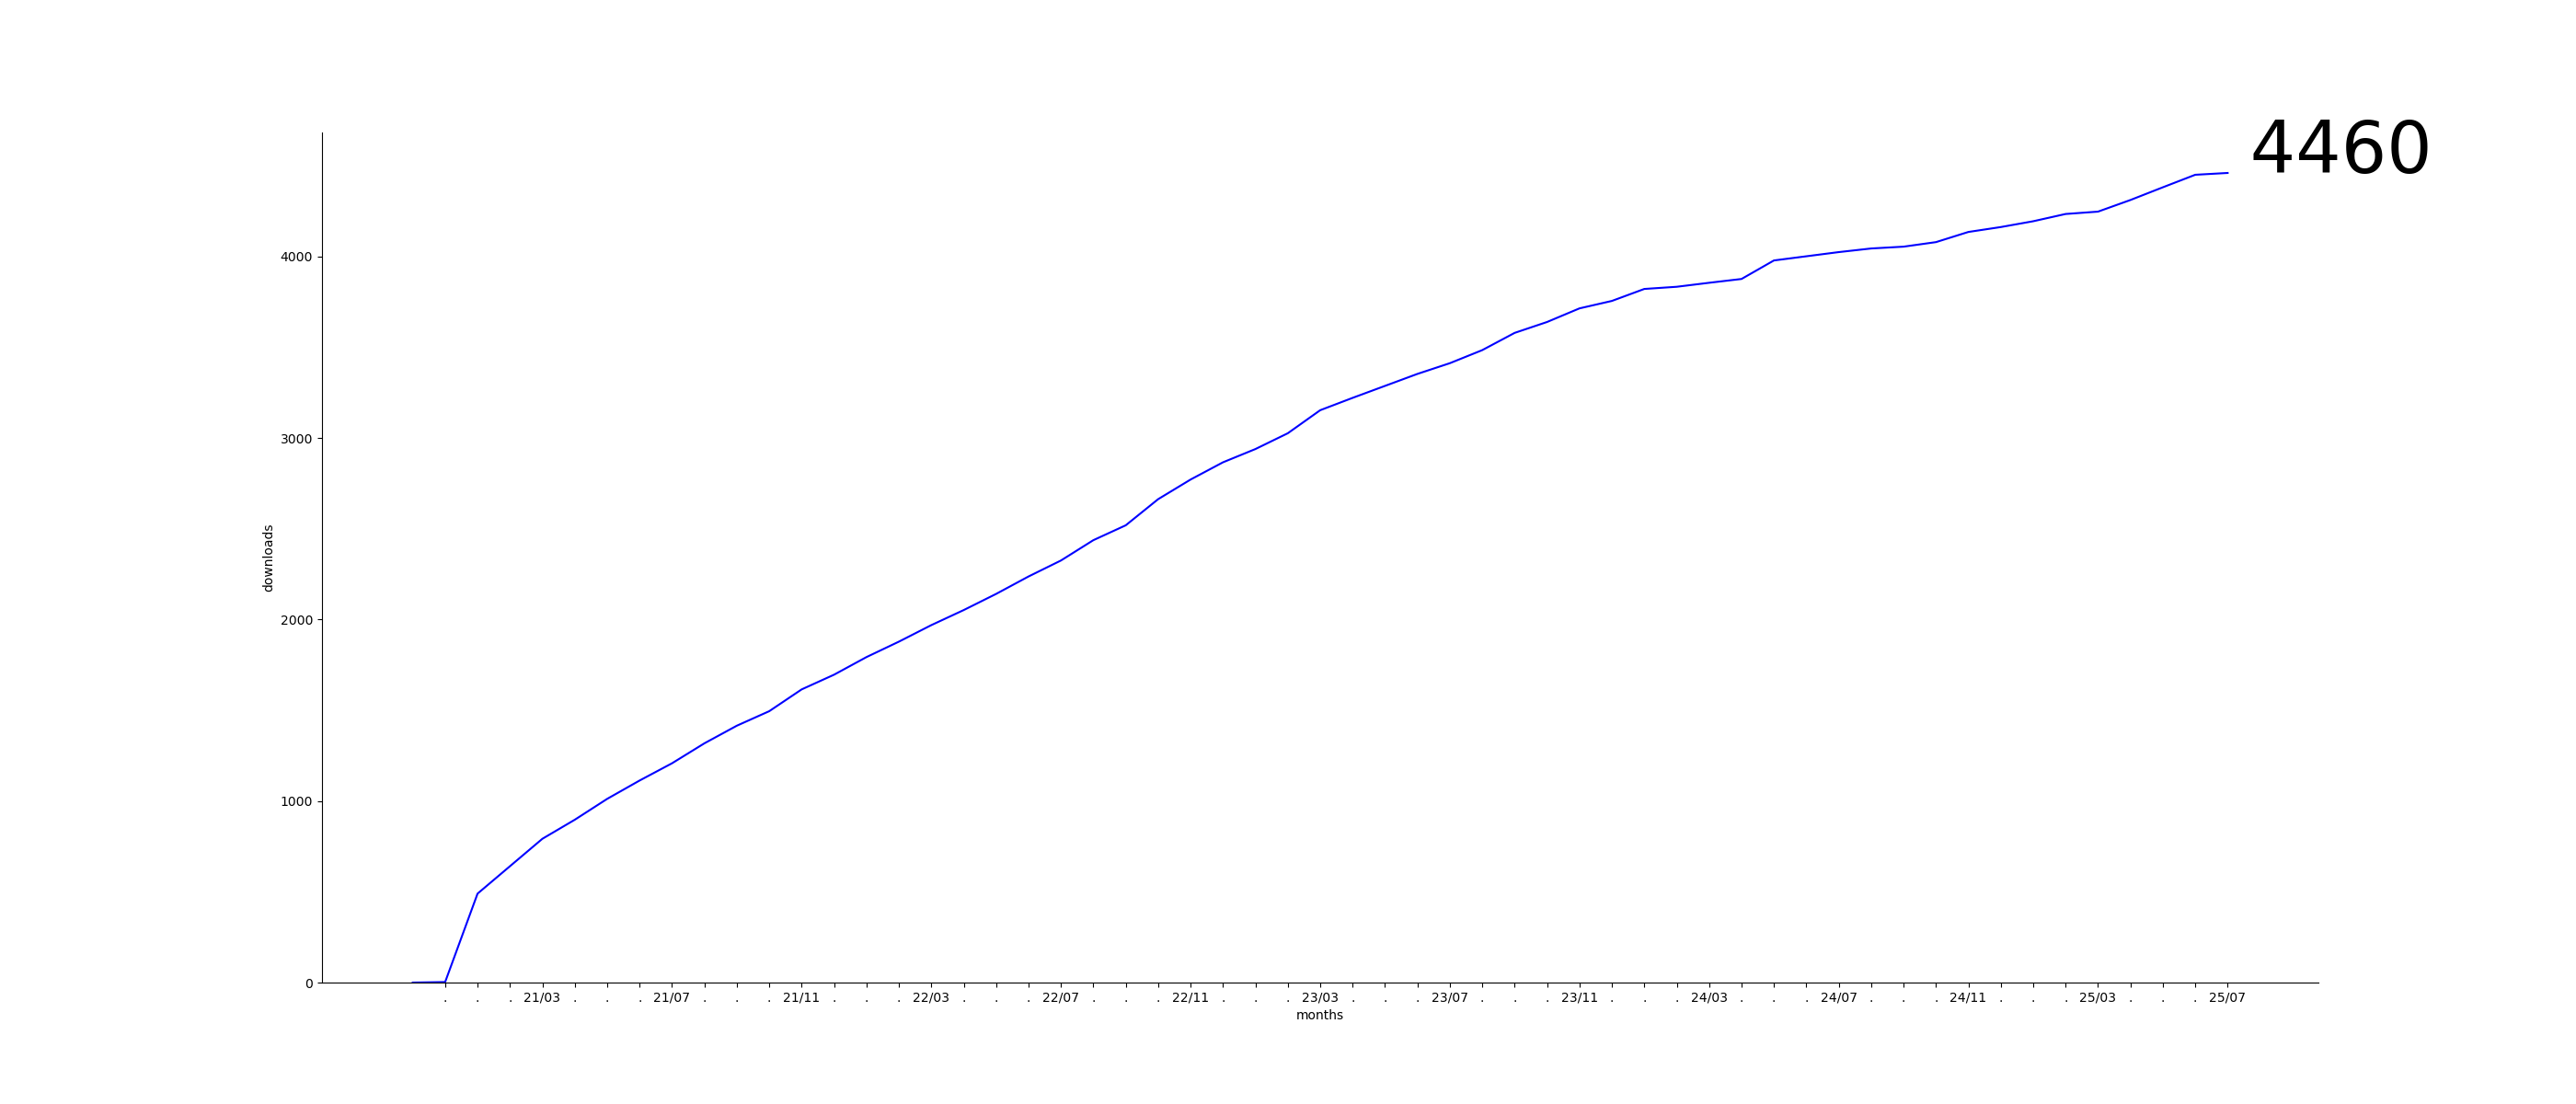 4460
4000
3000
2000
1000
0
downloads
. . . 21/03 . . . 21/07 . . . 21/11 . . . 22/03 . . . 22/07 . . . 22/11 . . . 23/03 . . . 23/07 . . . 23/11 . . . 24/03 . . . 24/07 . . . 24/11 . . . 25/03 . . . 25/07
months